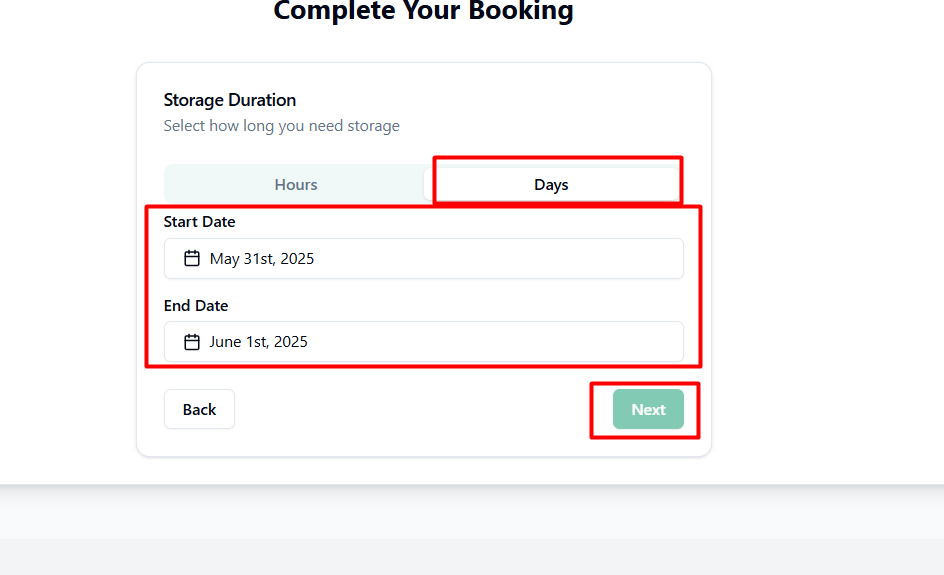 Complete Your Booking
Storage Duration
Select how long you need storage
Hours
Days
Start Date
May 31st, 2025
End Date
June 1st, 2025
Back
Next